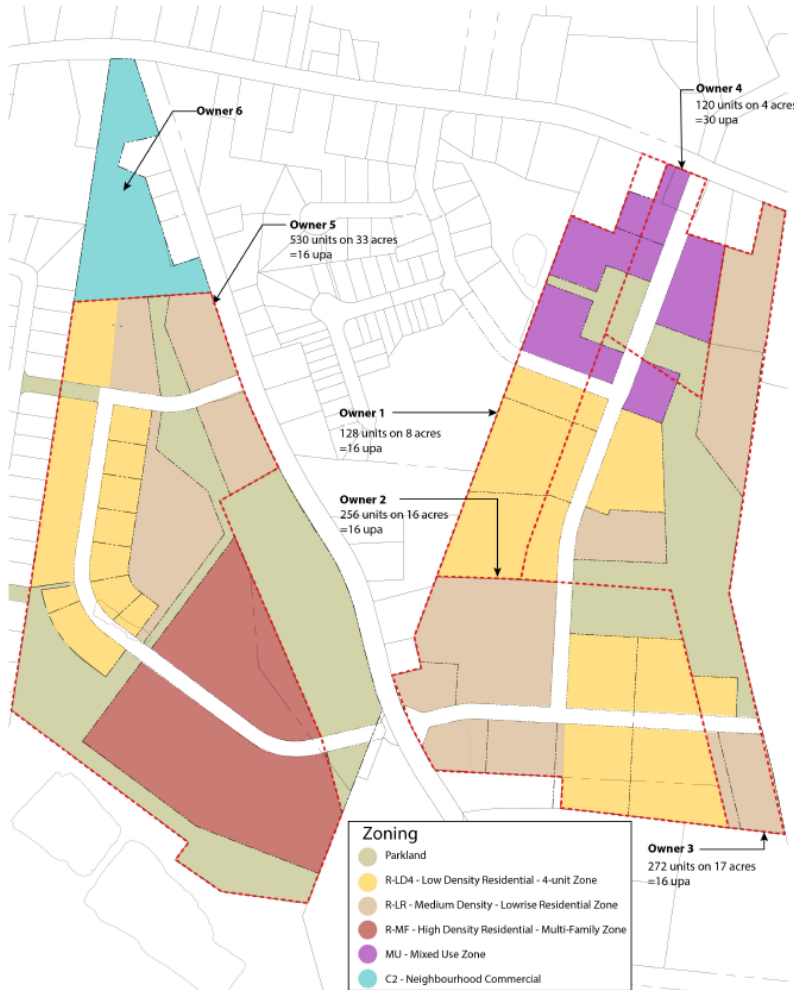 Owner 4
120 units on 4 acres
=30 upa
Owner 6
Owner 5
530 units on 33 acres
=16 upa
Owner 1
128 units on 8 acres
=16 upa
Owner 2
256 units on 16 acres
=16 upa
Owner 3
272 units on 17 acres
=16 upa
Zoning
Parkland
R-LD4 - Low Density Residential - 4-unit Zone
R-LR - Medium Density - Lowrise Residential Zone
R-MF - High Density Residential - Multi-Family Zone
MU - Mixed Use Zone
C2 - Neighbourhood Commercial